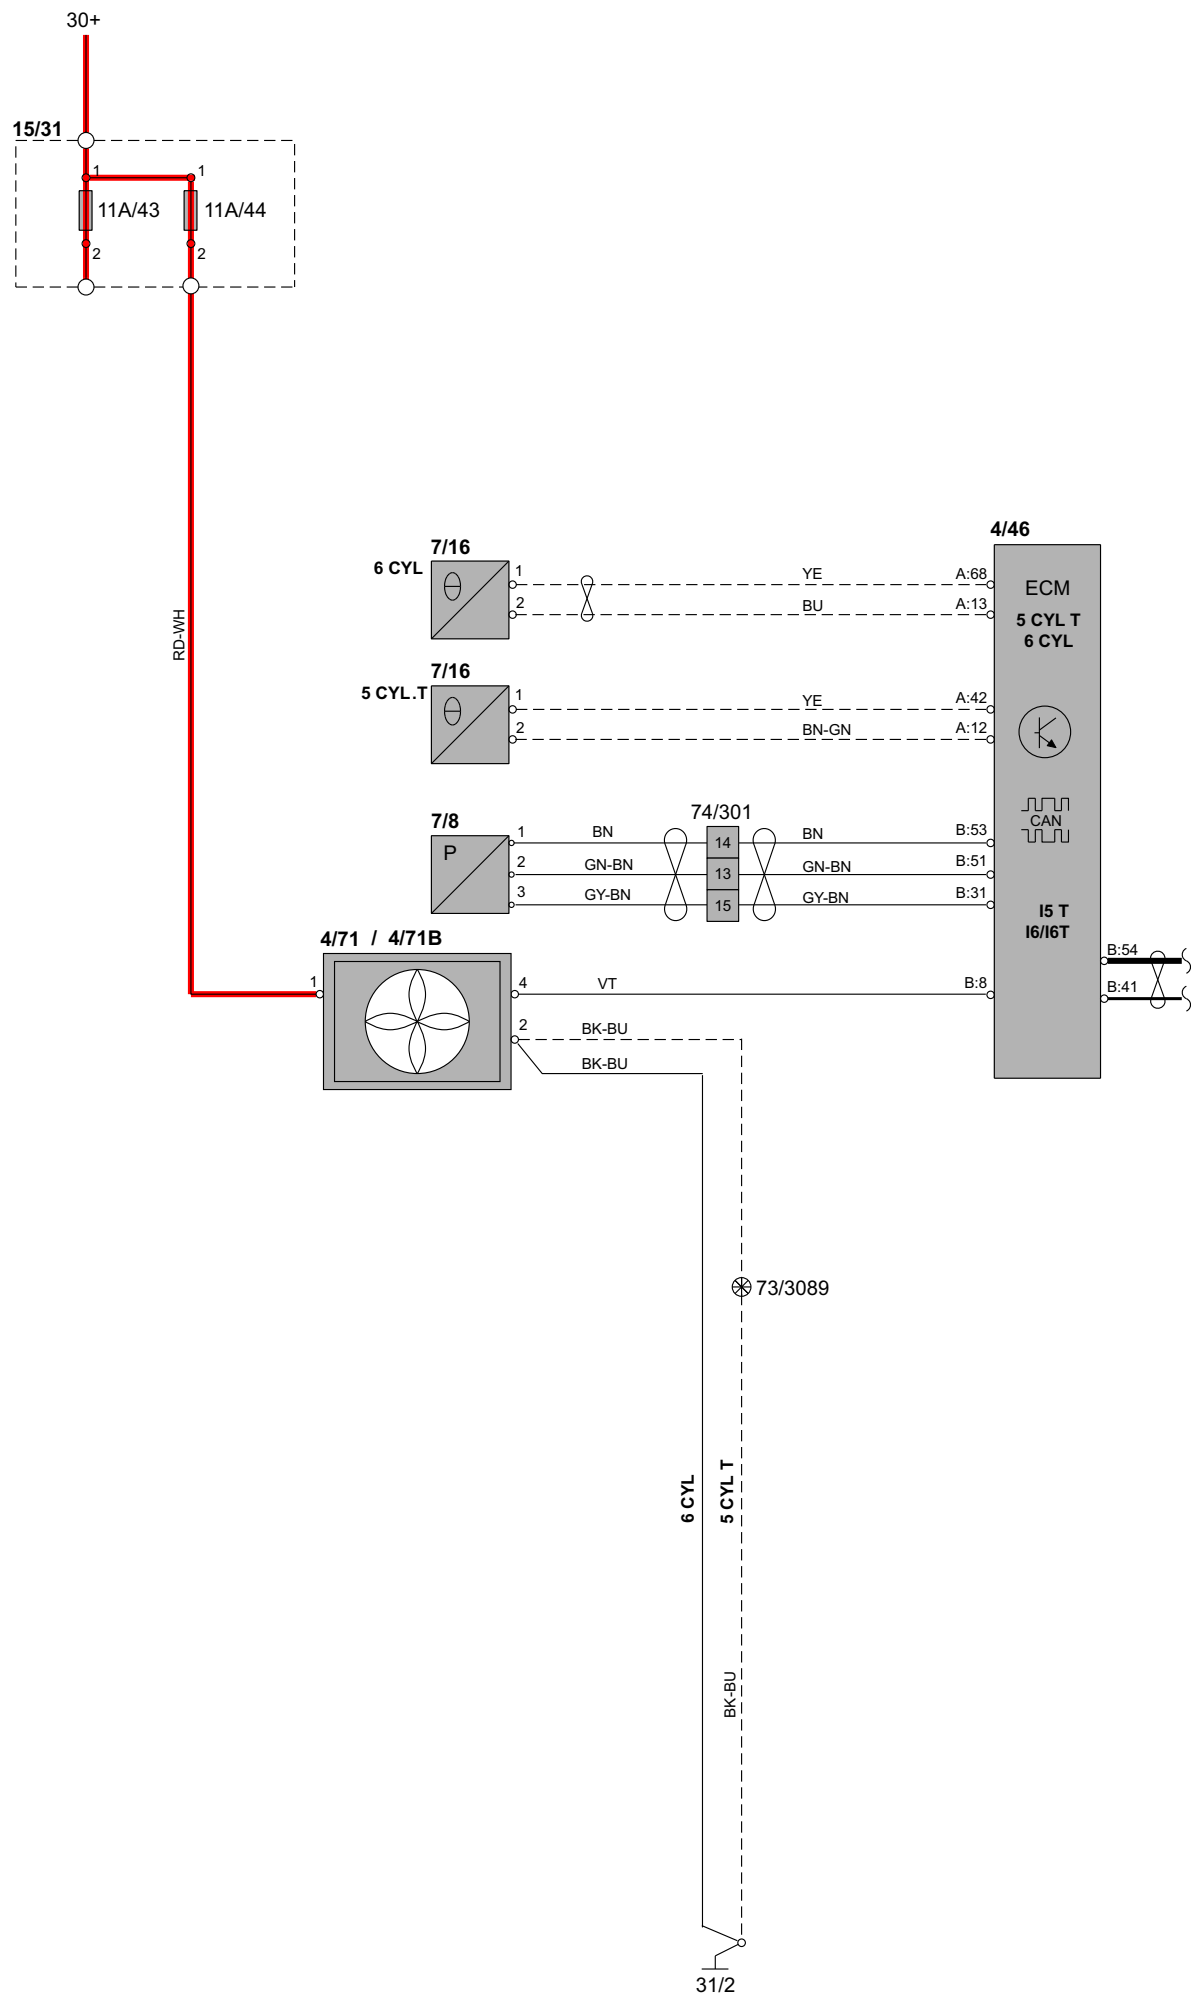 30+
15/31
1
1
11A/43
11A/44
2
2
RD-WH
4/46
7/16
6 CYL
1
YE
A:68
2
BU
A:13
ECM
5 CYL T
6 CYL
7/16
5 CYL.T
1
YE
A:42
2
BN-GN
A:12
CAN
74/301
7/8
P
1
BN
14
BN
B:53
2
GN-BN
13
GN-BN
B:51
3
GY-BN
15
GY-BN
B:31
I5 T
I6/I6T
4/71 / 4/71B
B:54
1
4
VT
B:8
B:41
2
BK-BU
BK-BU
73/3089
6 CYL
5 CYL T
BK-BU
31/2